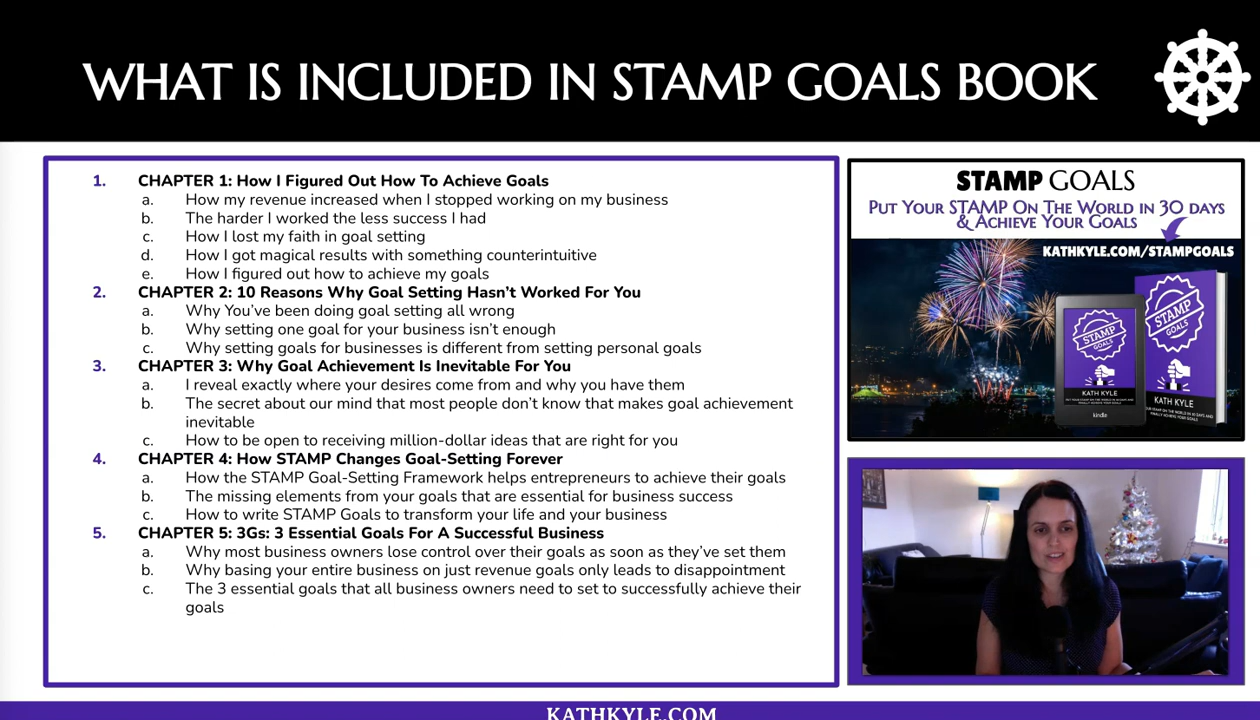 WHAT IS INCLUDED IN STAMP GOALS BOOK
1. CHAPTER 1: How I Figured Out How To Achieve Goals
a. How my revenue increased when I stopped working on my business
b. The harder I worked the less success I had
c. How I lost my faith in goal setting
d. How I got magical results with something counterintuitive
e. How I figured out how to achieve my goals
2. CHAPTER 2: 10 Reasons Why Goal Setting Hasn’t Worked For You
a. Why You’ve been doing goal setting all wrong
b. Why setting one goal for your business isn’t enough
c. Why setting goals for businesses is different from setting personal goals
3. CHAPTER 3: Why Goal Achievement Is Inevitable For You
a. I reveal exactly where your desires come from and why you have them
b. The secret about our mind that most people don’t know that makes goal achievement
inevitable
c. How to be open to receiving million-dollar ideas that are right for you
4. CHAPTER 4: How STAMP Changes Goal-Setting Forever
a. How the STAMP Goal-Setting Framework helps entrepreneurs to achieve their goals
b. The missing elements from your goals that are essential for business success
c. How to write STAMP Goals to transform your life and your business
5. CHAPTER 5: 3Gs: 3 Essential Goals For A Successful Business
a. Why most business owners lose control over their goals as soon as they’ve set them
b. Why basing your entire business on just revenue goals only leads to disappointment
c. The 3 essential goals that all business owners need to set to successfully achieve their
goals
STAMP GOALS
PUT YOUR STAMP ON THE WORLD IN 30 DAYS
& ACHIEVE YOUR GOALS
KATHKYLE.COM/STAMPGOALS
STAMP
GOALS
KATH KYLE
kindle
STAMP
GOALS
KATH KYLE
KATHKYLE.COM